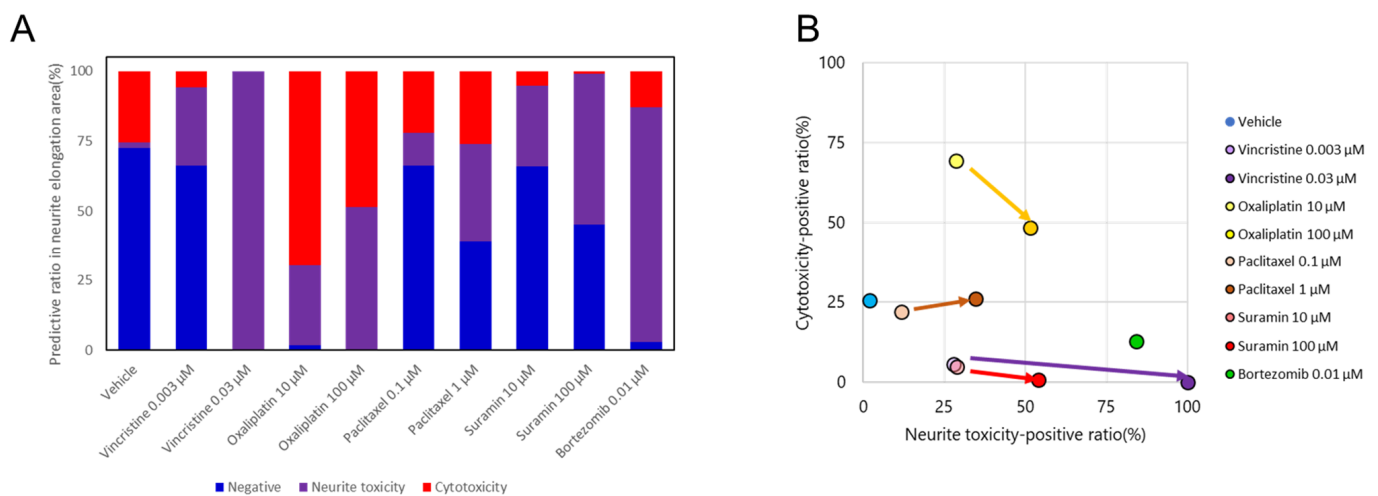 A
Predictive ratio in neurite elongation area(%)
100
75
50
25
0
Vehicle
Vincristine 0.003 µM
Vincristine 0.03 µM
Oxaliplatin 10 µM
Oxaliplatin 100 µM
Paclitaxel 0.1 µM
Paclitaxel 1 µM
Suramin 10 µM
Suramin 100 µM
Bortezomib 0.01 µM
Negative
Neurite toxicity
Cytotoxicity
B
Cytotoxicity-positive ratio(%)
100
75
50
25
0
0
25
50
75
100
Neurite toxicity-positive ratio(%)
Vehicle
Vincristine 0.003 µM
Vincristine 0.03 µM
Oxaliplatin 10 µM
Oxaliplatin 100 µM
Paclitaxel 0.1 µM
Paclitaxel 1 µM
Suramin 10 µM
Suramin 100 µM
Bortezomib 0.01 µM